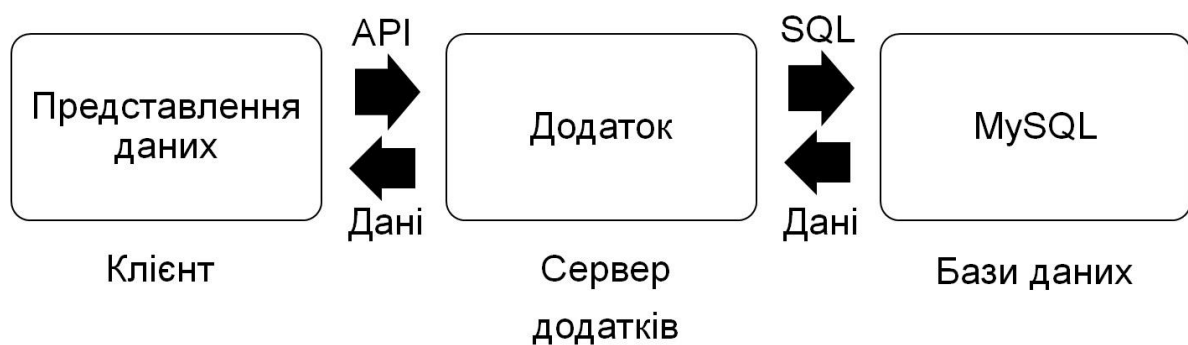 API
SQL
Представлення
даних
Додаток
MySQL
Дані
Дані
Клієнт
Сервер
додатків
Бази даних